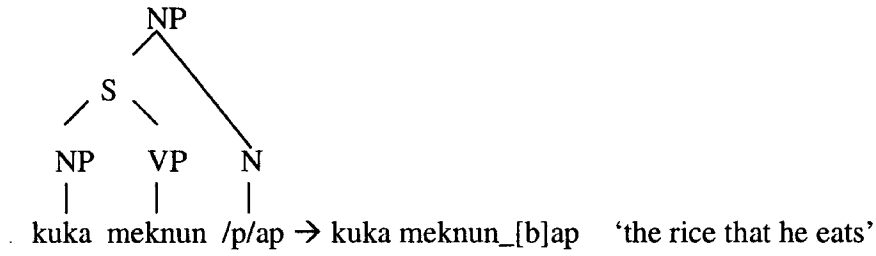 NP
S
NP VP N
kuka meknun /p/ap → kuka meknun_[b]ap ‘the rice that he eats’